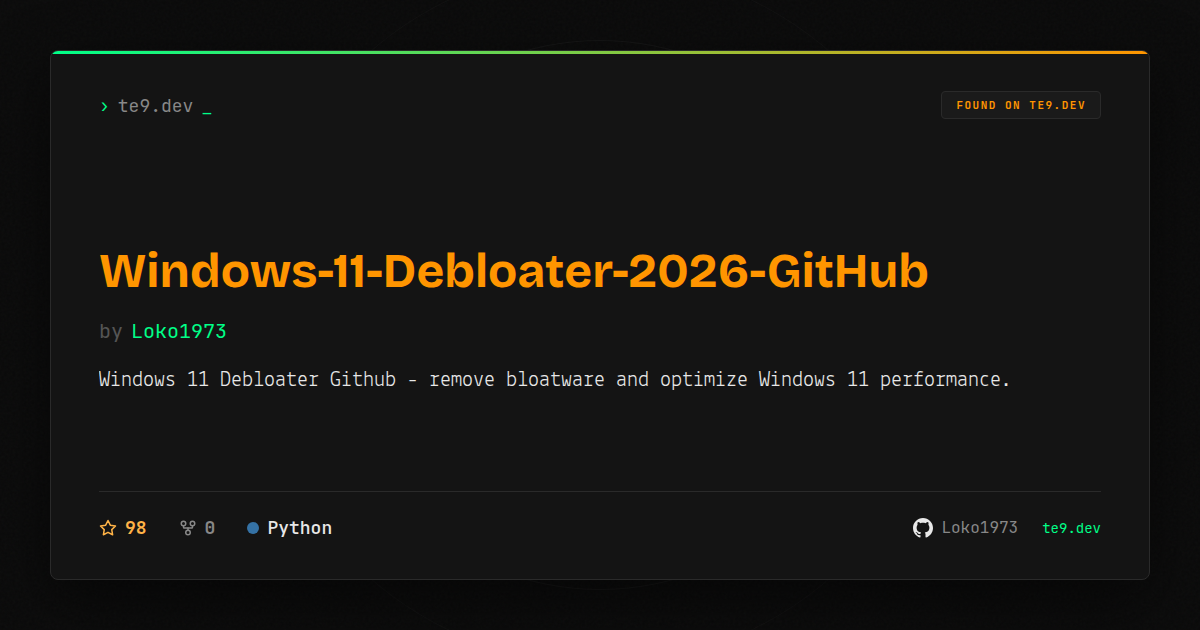 › te9.dev _
FOUND ON TE9.DEV
Windows-11-Debloater-2026-GitHub
by Loko1973
Windows 11 Debloater Github - remove bloatware and optimize Windows 11 performance.
98 0 Python
Loko1973 te9.dev